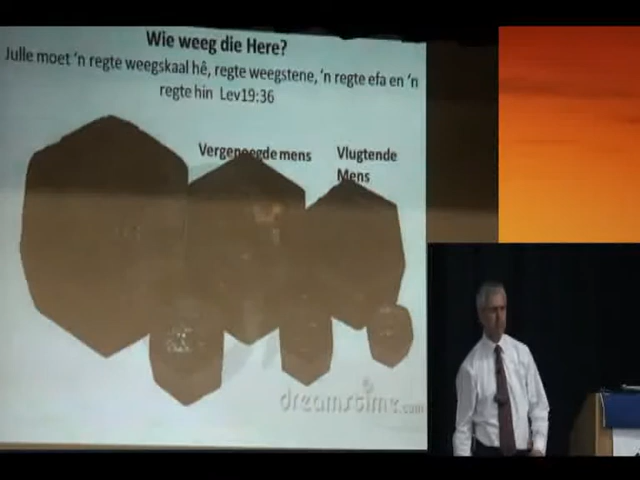 Wie weeg die Here?
Julle moet 'n regte weegskaal hê, regte weegstene, 'n regte efa en 'n
regte hin Lev19:36
Vergenoegde mens
Vlugtende
Mens
dreamstime.com